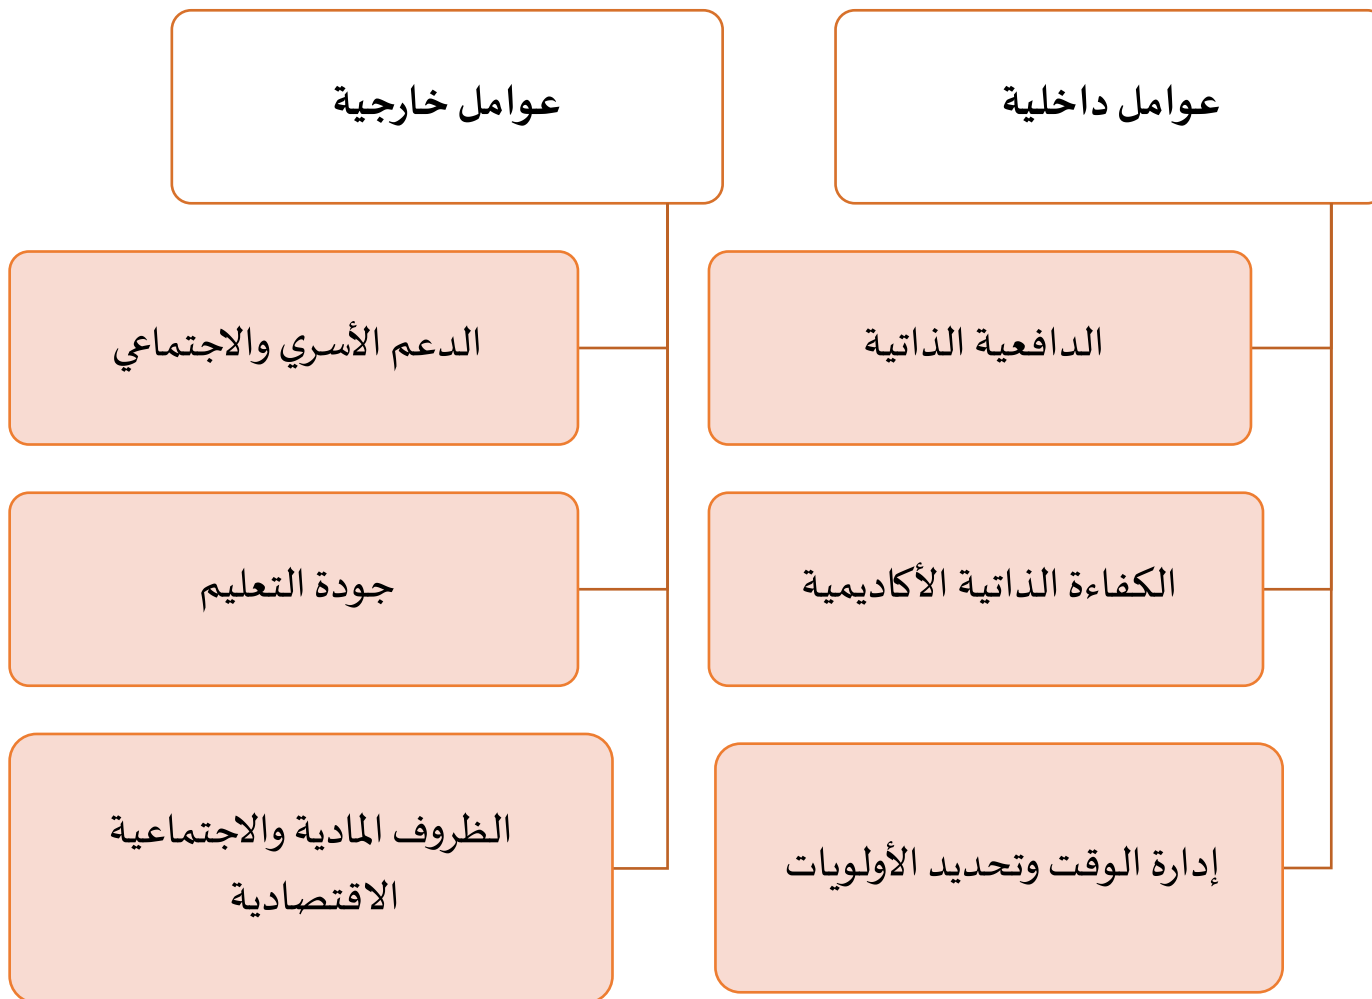 عوامل داخلية
الدافعية الذاتية
الكفاءة الذاتية الأكاديمية
إدارة الوقت وتحديد الأولويات
عوامل خارجية
الدعم الأسري والاجتماعي
جودة التعليم
الظروف المادية والاجتماعية
الاقتصادية